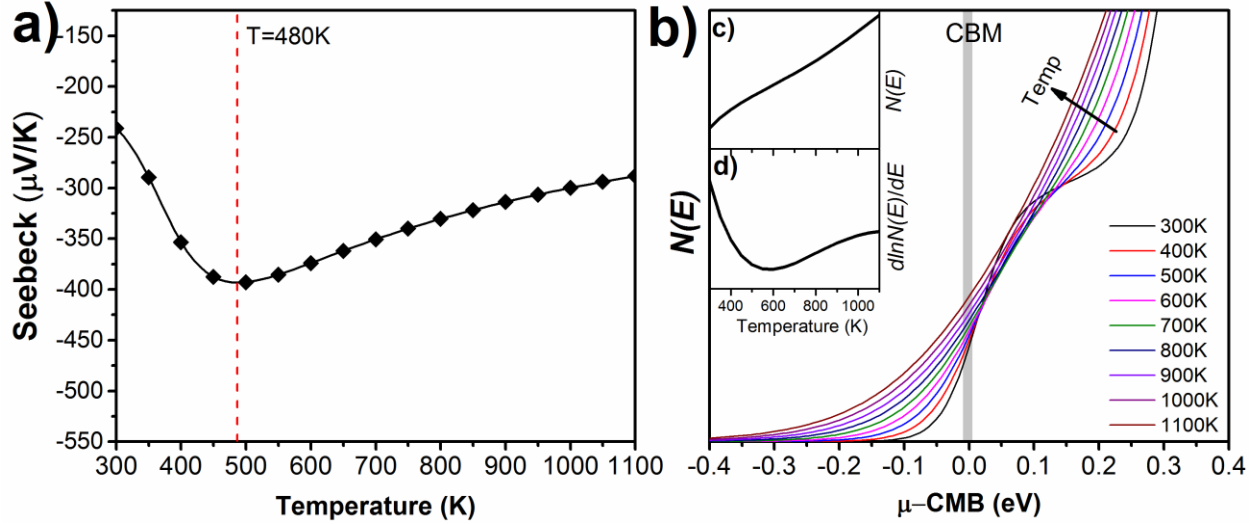 a)
T=480K
-125
-150
-200
-250
-300
-350
-400
-450
-500
-550
Seebeck (μV/K)
300 400 500 600 700 800 900 1000 1100
Temperature (K)
b)
c)
N(E)
d)
dlnN(E)/dE
400 600 800 1000
Temperature (K)
CBM
Temp
N(E)
300K
400K
500K
600K
700K
800K
900K
1000K
1100K
-0.4 -0.3 -0.2 -0.1 0.0 0.1 0.2 0.3 0.4
μ−CMB (eV)